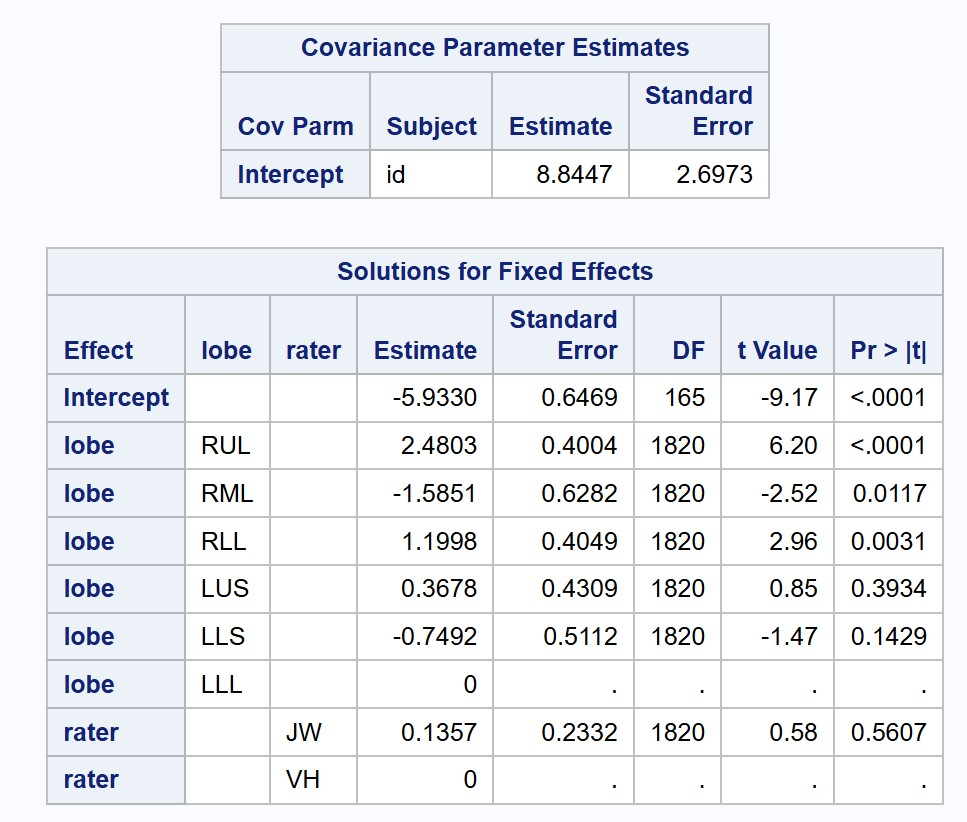 Covariance Parameter Estimates
Cov Parm Subject Estimate Standard Error
Intercept id 8.8447 2.6973
Solutions for Fixed Effects
Effect lobe rater Estimate Standard Error DF t Value Pr > |t|
Intercept -5.9330 0.6469 165 -9.17 <.0001
lobe RUL 2.4803 0.4004 1820 6.20 <.0001
lobe RML -1.5851 0.6282 1820 -2.52 0.0117
lobe RLL 1.1998 0.4049 1820 2.96 0.0031
lobe LUS 0.3678 0.4309 1820 0.85 0.3934
lobe LLS -0.7492 0.5112 1820 -1.47 0.1429
lobe LLL 0 . . . .
rater JW 0.1357 0.2332 1820 0.58 0.5607
rater VH 0 . . . .